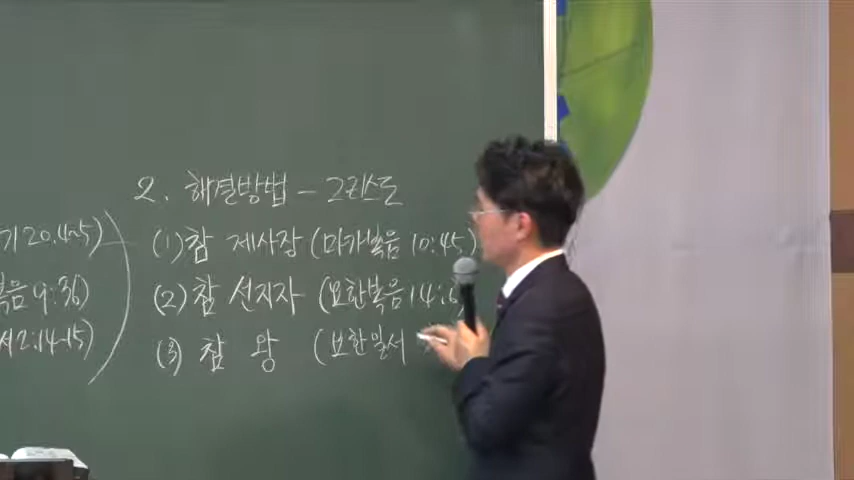 2. 해결방법 - 그리스도
(1) 참 제사장 (마가복음 10:45)
(2) 참 선지자 (요한복음 14:6)
(3) 참 왕 (요한일서
기 20:4-5)
복음 9:36)
서 2:14-15)